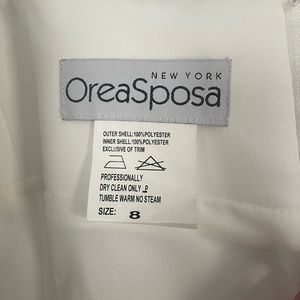 NEW YORK
OreaSposa
OUTER SHELL:100%POLYESTER
INNER SHELL:100%POLYESTER
EXCLUSIVE OF TRIM
PROFESSIONALLY
DRY CLEAN ONLY
TUMBLE WARM NO STEAM
SIZE: 8